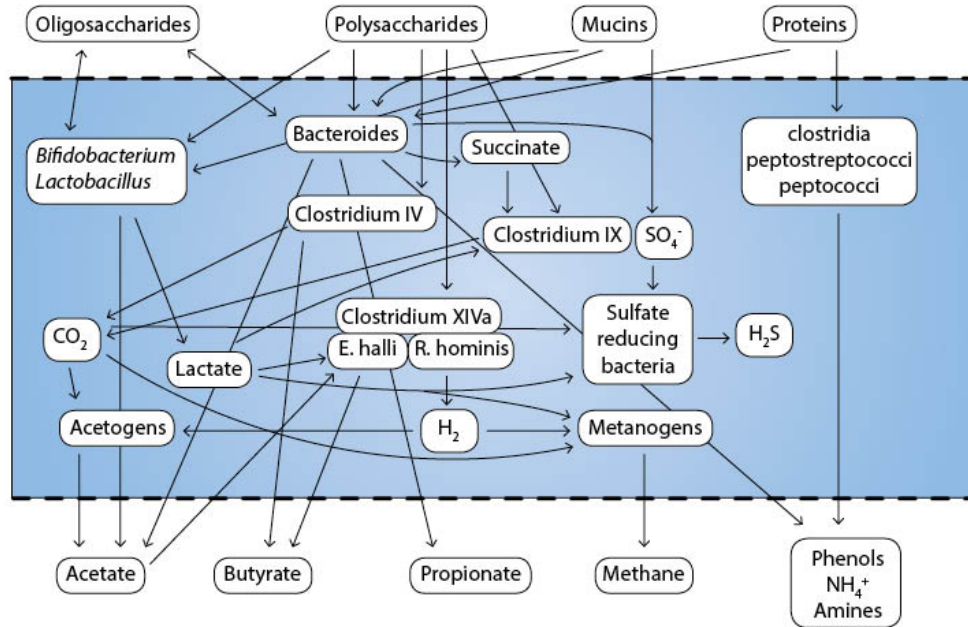 Oligosaccharides
Polysaccharides
Mucins
Proteins
Bacteroides
Succinate
clostridia
peptostreptococci
peptococci
Bifidobacterium
Lactobacillus
Clostridium IV
Clostridium IX
SO₄⁻
CO₂
Clostridium XIVa
E. halli
R. hominis
Sulfate
reducing
bacteria
H₂S
Lactate
Acetogens
H₂
Metanogens
Acetate
Butyrate
Propionate
Methane
Phenols
NH₄⁺
Amines